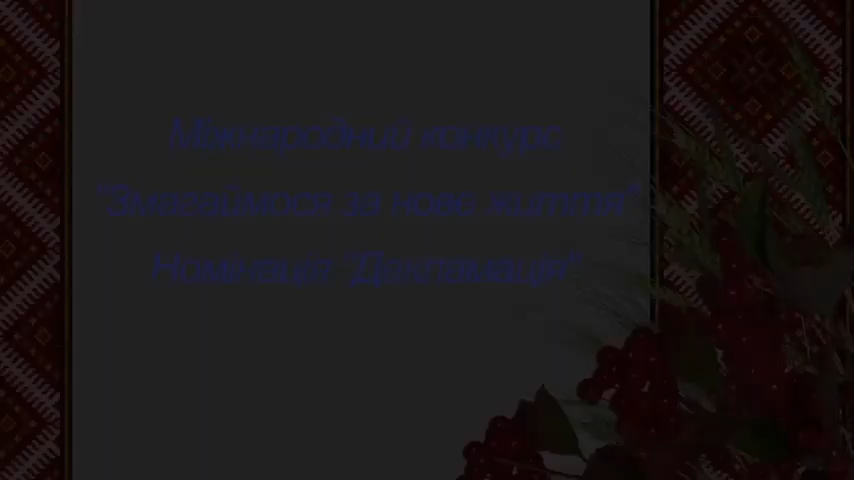 Міжнародний конкурс
"Змагаймося за нове життя"
Номінація "Декламація"